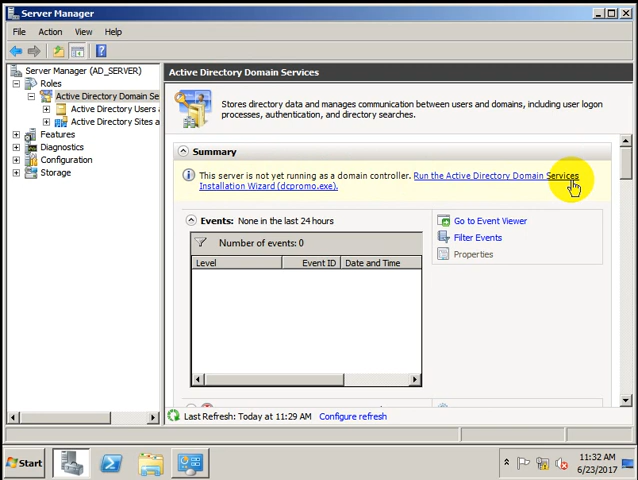 Server Manager
File Action View Help
Server Manager (AD_SERVER)
Roles
Active Directory Domain Se
Active Directory Users a
Active Directory Sites a
Features
Diagnostics
Configuration
Storage
Active Directory Domain Services
Stores directory data and manages communication between users and domains, including user logon
processes, authentication, and directory searches.
Summary
This server is not yet running as a domain controller. Run the Active Directory Domain Services
Installation Wizard (dcpromo.exe).
Events: None in the last 24 hours
Number of events: 0
Level Event ID Date and Time
Go to Event Viewer
Filter Events
Properties
Last Refresh: Today at 11:29 AM Configure refresh
Start
11:32 AM
6/23/2017